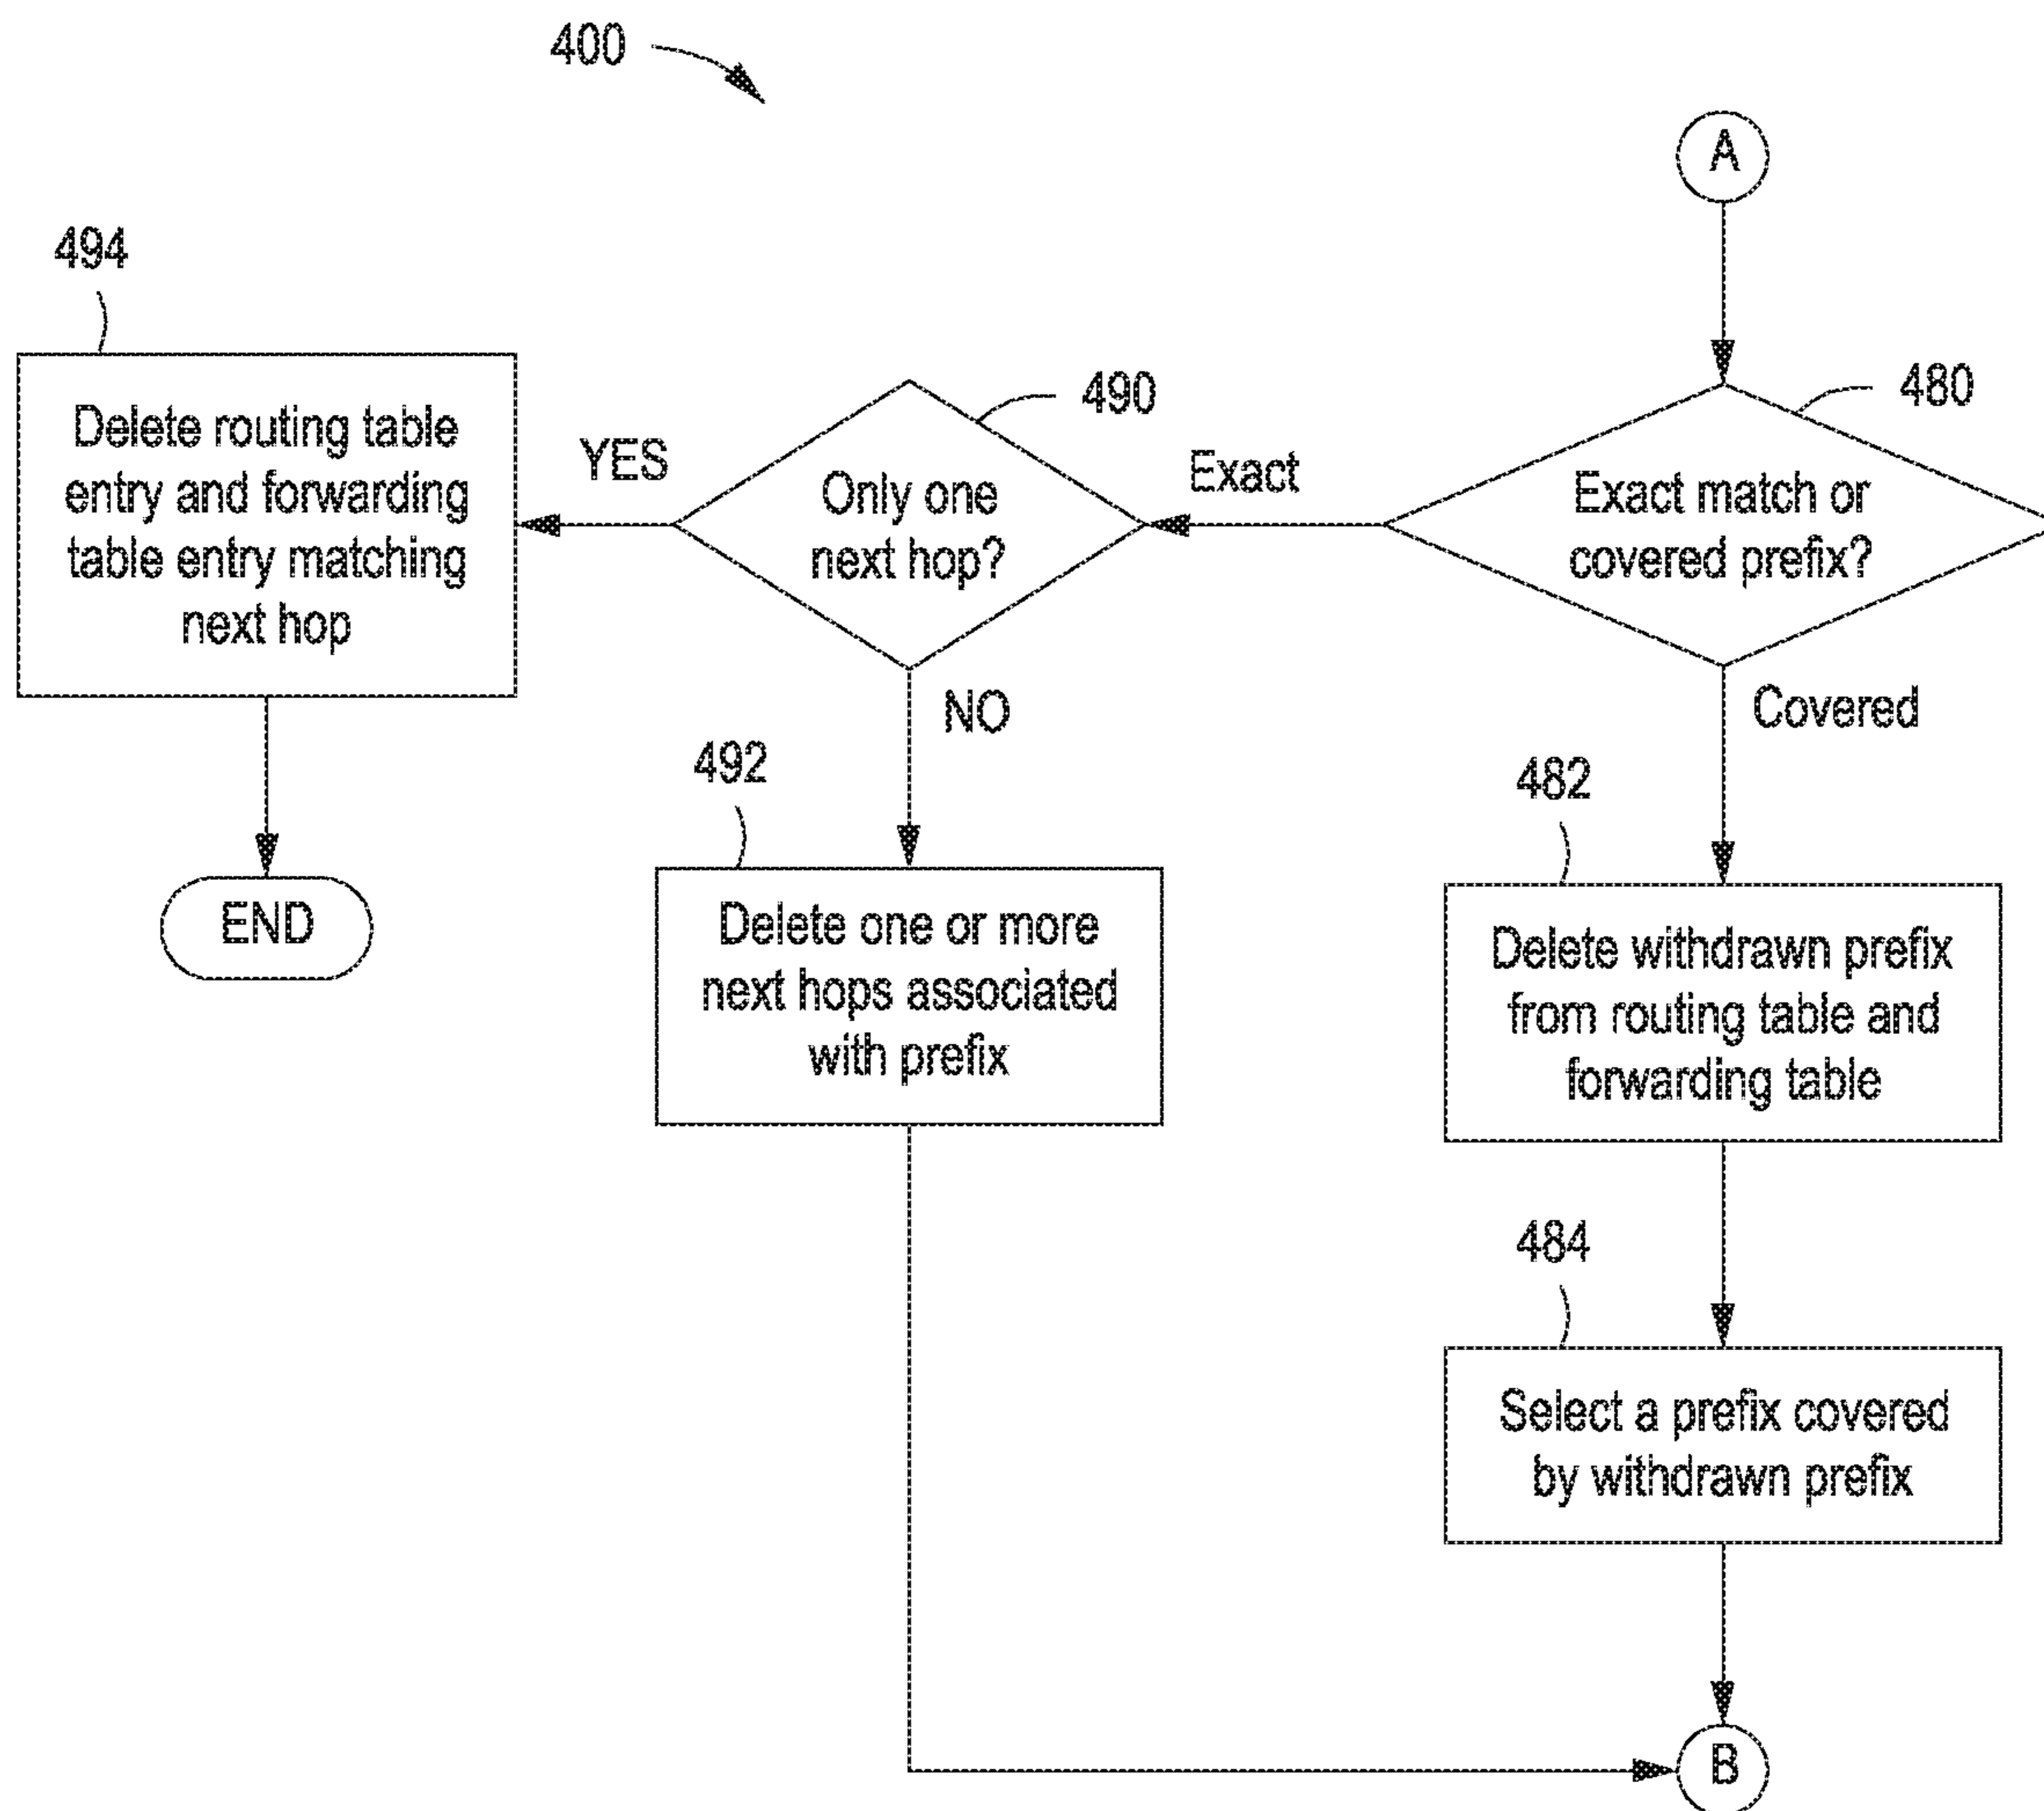 400
A
494
Delete routing table
entry and forwarding
table entry matching
next hop
YES
490
Only one
next hop?
Exact
480
Exact match or
covered prefix?
NO
Covered
END
492
Delete one or more
next hops associated
with prefix
482
Delete withdrawn prefix
from routing table and
forwarding table
484
Select a prefix covered
by withdrawn prefix
B